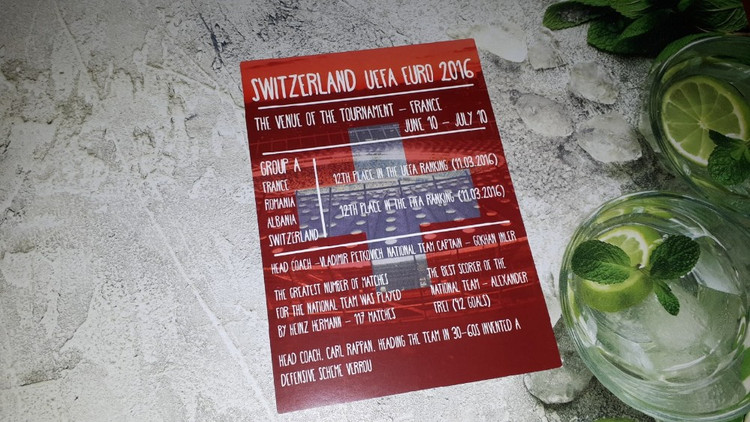 SWITZERLAND UEFA EURO 2016
THE VENUE OF THE TOURNAMENT – FRANCE
JUNE 10 – JULY 10
GROUP A
FRANCE
ROMANIA
ALBANIA
SWITZERLAND
12TH PLACE IN THE UEFA RANKING (11.03.2016)
12TH PLACE IN THE FIFA RANKING (11.03.2016)
HEAD COACH –VLADIMIR PETKOVICH NATIONAL TEAM CAPTAIN – GOKHAN INLER
THE GREATEST NUMBER OF MATCHES
FOR THE NATIONAL TEAM WAS PLAYED
BY HEINZ HERMANN – 117 MATCHES
THE BEST SCORER OF THE
NATIONAL TEAM – ALEXANDER
FREI (42 GOALS)
HEAD COACH, CARL RAPPAN, HEADING THE TEAM IN 30-60S INVENTED A
DEFENSIVE SCHEME VERROU